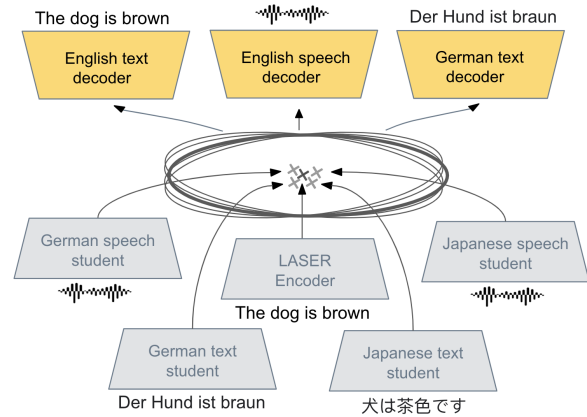 The dog is brown
Der Hund ist braun
English text
decoder
English speech
decoder
German text
decoder
German speech
student
LASER
Encoder
Japanese speech
student
The dog is brown
German text
student
Japanese text
student
Der Hund ist braun
犬は茶色です